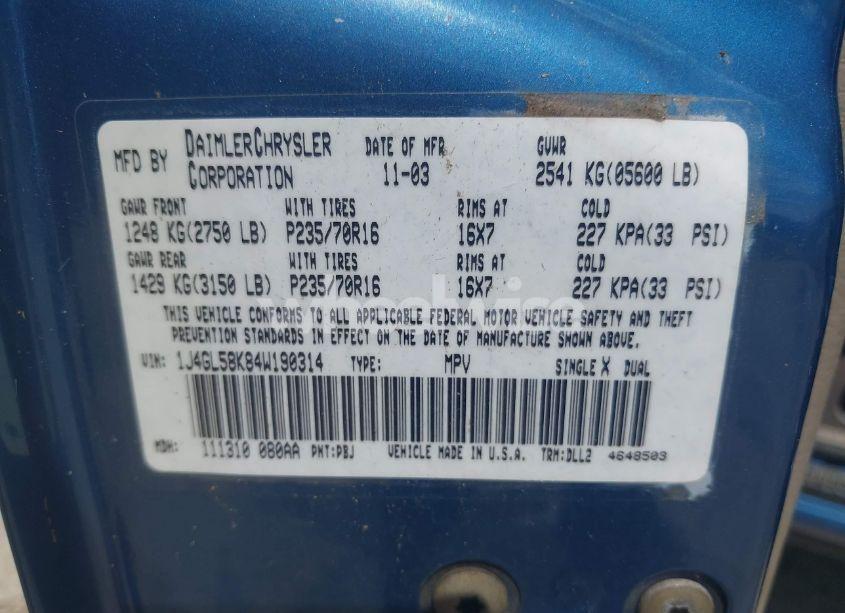 MFD BY DAIMLERCHRYSLER CORPORATION DATE OF MFR 11-03 GVWR 2541 KG(05600 LB)
GAWR FRONT WITH TIRES RIMS AT COLD
1248 KG(2750 LB) P235/70R16 16X7 227 KPA(33 PSI)
GAWR REAR WITH TIRES RIMS AT COLD
1429 KG(3150 LB) P235/70R16 16X7 227 KPA(33 PSI)
THIS VEHICLE CONFORMS TO ALL APPLICABLE FEDERAL MOTOR VEHICLE SAFETY AND THEFT
PREVENTION STANDARDS IN EFFECT ON THE DATE OF MANUFACTURE SHOWN ABOVE.
VIN: 1J4GL58K84W190314 TYPE: MPV SINGLE X DUAL
MDH: 111310 080AA PNT:PBJ VEHICLE MADE IN U.S.A. TRM:DLL2 4648503